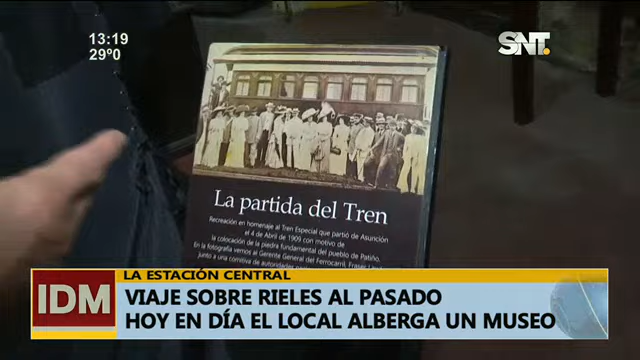 13:19
29°0
SNT.
La partida del Tren
Recreación en homenaje al Tren Especial que partió de Asunción
el 4 de Abril de 1909 con motivo de
la colocación de la piedra fundamental del pueblo de Patiño.
En la fotografía vemos al Gerente General del Ferrocarril, Fraser
junto a una comitiva de autoridades
LA ESTACIÓN CENTRAL
IDM
VIAJE SOBRE RIELES AL PASADO
HOY EN DÍA EL LOCAL ALBERGA UN MUSEO